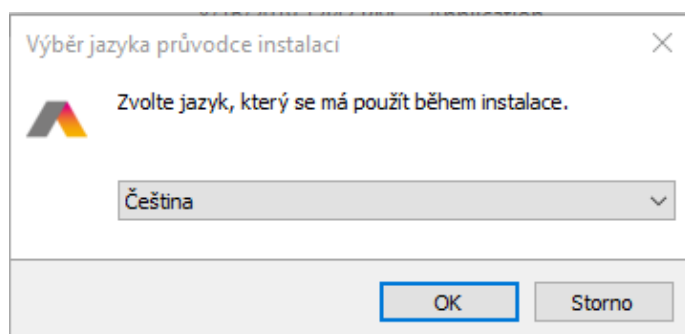 Výběr jazyka průvodce instalací
Zvolte jazyk, který se má použít během instalace.
Čeština
OK
Storno